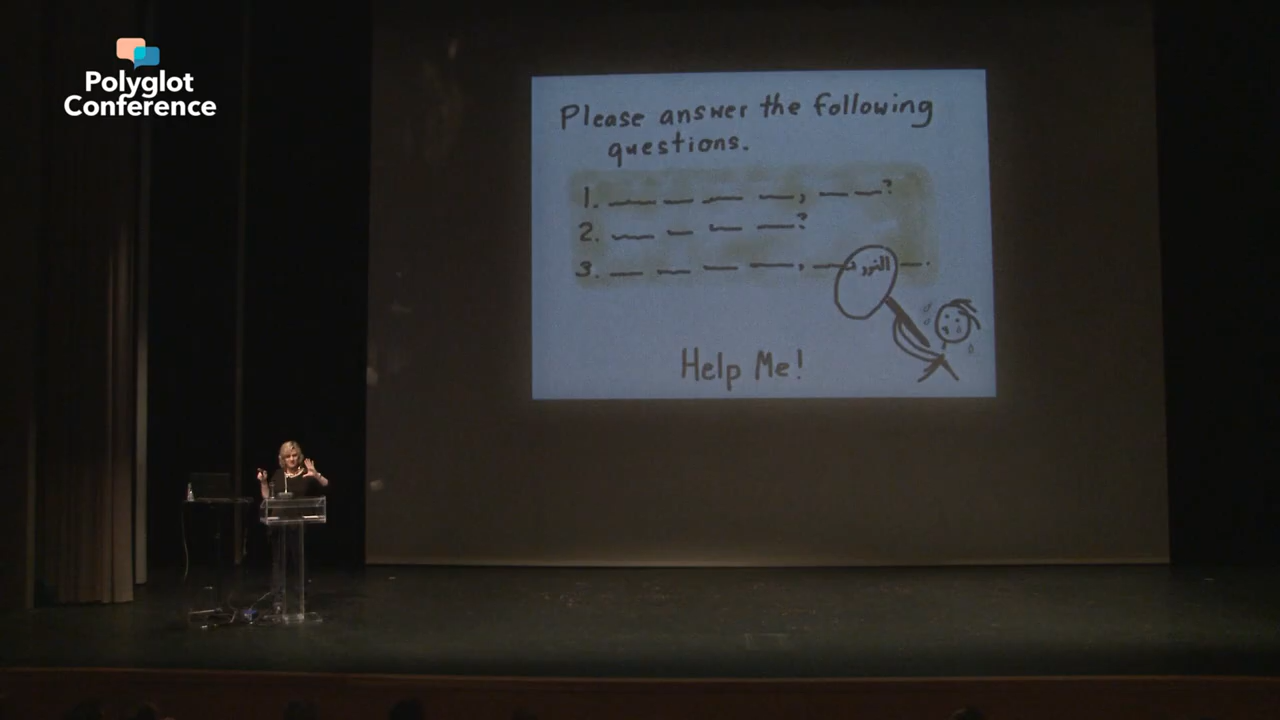 Polyglot
Conference
Please answer the following
questions.
1.
2.
3.
Help Me!